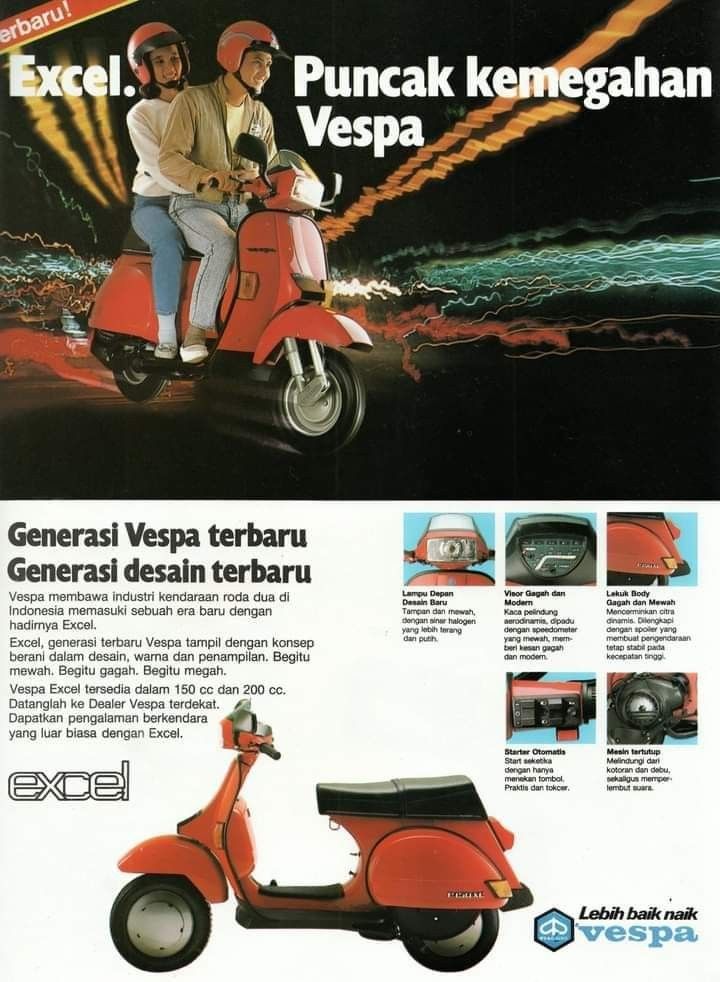 erbaru!
Excel. Puncak kemegahan
Vespa
Generasi Vespa terbaru
Generasi desain terbaru
Vespa membawa industri kendaraan roda dua di
Indonesia memasuki sebuah era baru dengan
hadirnya Excel.
Excel, generasi terbaru Vespa tampil dengan konsep
berani dalam desain, warna dan penampilan. Begitu
mewah. Begitu gagah. Begitu megah.
Vespa Excel tersedia dalam 150 cc dan 200 cc.
Datanglah ke Dealer Vespa terdekat.
Dapatkan pengalaman berkendara
yang luar biasa dengan Excel.
excel
Lampu Depan
Desain Baru
Tampan dan mewah,
dengan sinar halogen
yang lebih terang
dan putih.
Visor Gagah dan
Modern
Kaca pelindung
aerodinamis, dipadu
dengan speedometer
yang mewah, mem-
beri kesan gagah
dan modern.
Lekuk Body
Gagah dan Mewah
Mencerminkan citra
dinamis. Dilengkapi
dengan spoiler yang
membuat pengendaraan
tetap stabil pada
kecepatan tinggi.
Starter Otomatis
Start seketika
dengan hanya
menekan tombol.
Praktis dan tokcer.
Mesin tertutup
Melindungi dari
kotoran dan debu,
sekaligus memper-
lembut suara.
Lebih baik naik
vespa